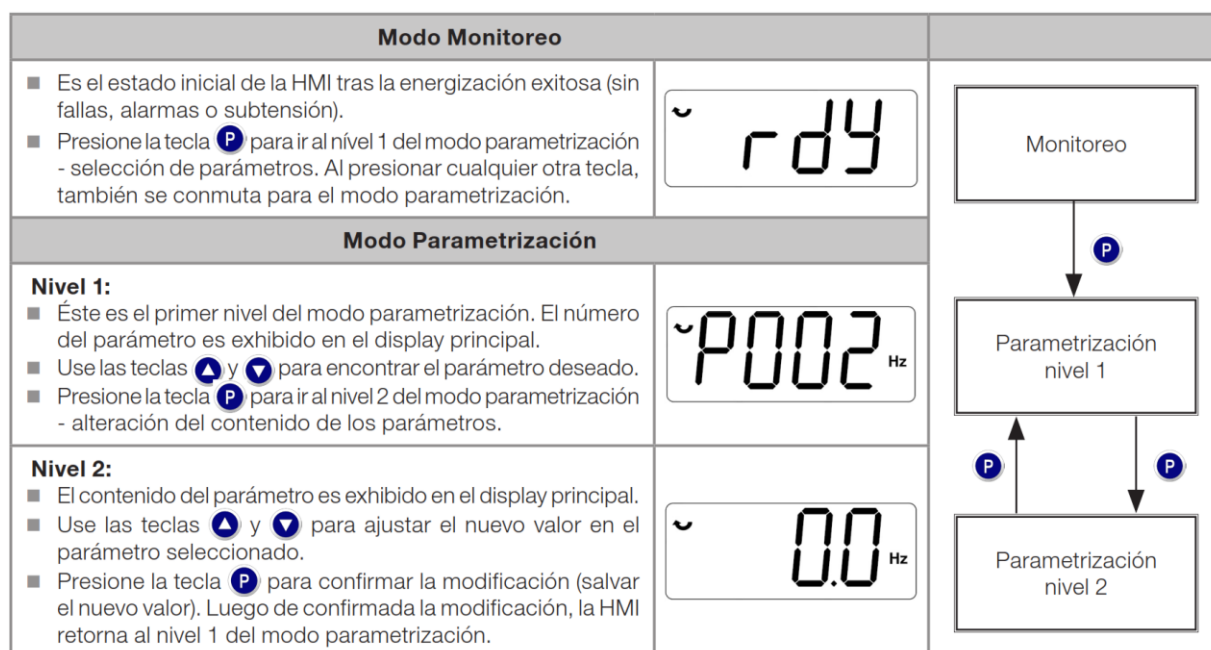 Modo Monitoreo
■ Es el estado inicial de la HMI tras la energización exitosa (sin
fallas, alarmas o subtensión).
■ Presione la tecla P para ir al nível 1 del modo parametrización
- selección de parámetros. Al presionar cualquier otra tecla,
también se conmuta para el modo parametrización.
rdy
Modo Parametrización
Nivel 1:
■ Éste es el primer nivel del modo parametrización. El número
del parámetro es exhibido en el display principal.
■ Use las teclas y para encontrar el parámetro deseado.
■ Presione la tecla P para ir al nivel 2 del modo parametrización
- alteración del contenido de los parámetros.
P002 Hz
Nivel 2:
■ El contenido del parámetro es exhibido en el display principal.
■ Use las teclas y para ajustar el nuevo valor en el
parámetro seleccionado.
■ Presione la tecla P para confirmar la modificación (salvar
el nuevo valor). Luego de confirmada la modificación, la HMI
retorna al nivel 1 del modo parametrización.
0.0 Hz
Monitoreo
P
Parametrización
nivel 1
P
P
Parametrización
nivel 2